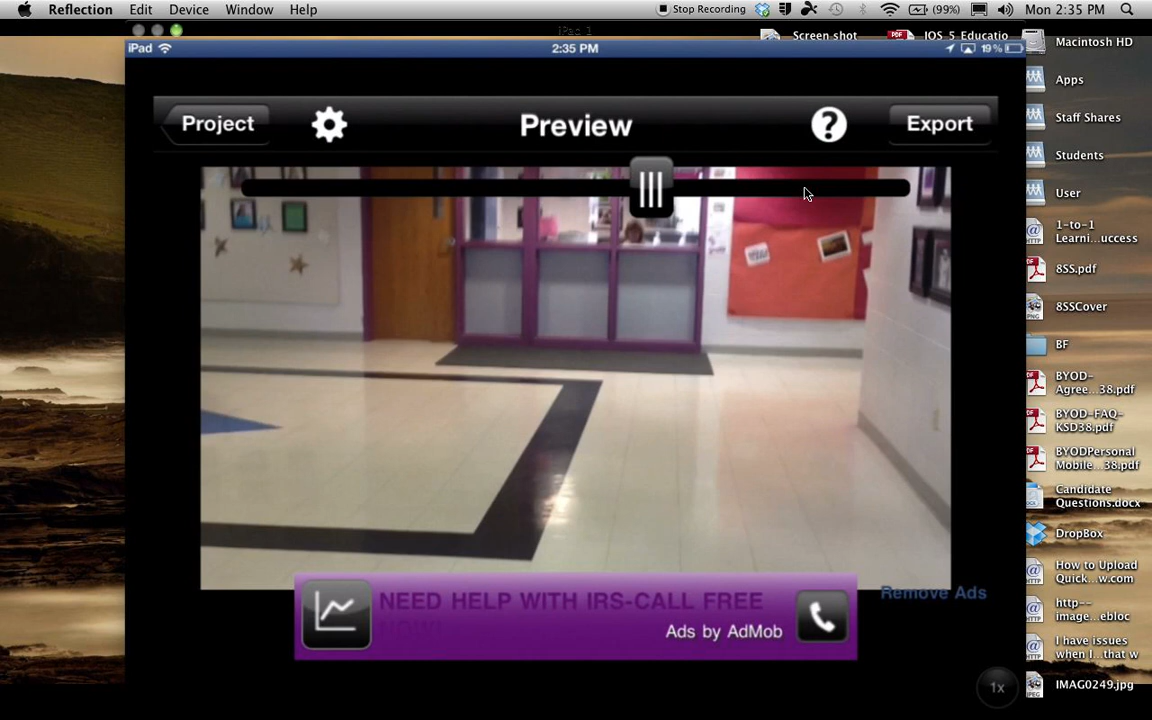 Reflection Edit Device Window Help
Stop Recording (99%) Mon 2:35 PM
iPad 1
Screen shot
IOS_5_Educatio
iPad 2:35 PM 19%
Project Preview ? Export
Macintosh HD
Apps
Staff Shares
Students
User
1-to-1
Learni...uccess
8SS.pdf
8SSCover
BF
BYOD-
Agree...38.pdf
BYOD-FAQ-
KSD38.pdf
BYODPersonal
Mobile...38.pdf
Candidate
Questions.docx
DropBox
How to Upload
Quick...w.com
http--
image...ebloc
I have issues
when I...that w
IMAG0249.jpg
NEED HELP WITH IRS-CALL FREE
NOW!
Ads by AdMob
Remove Ads
1x